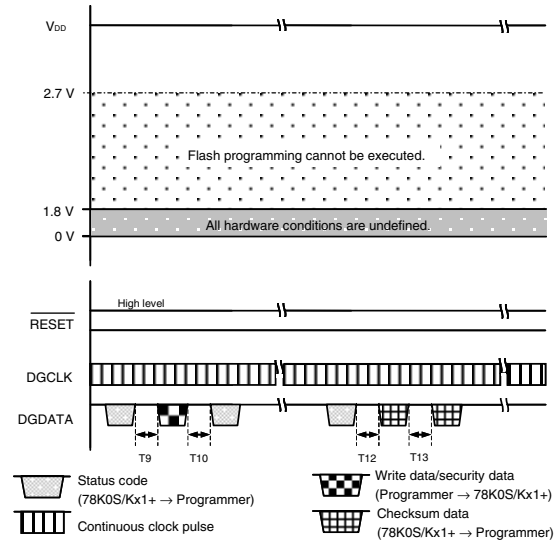 VDD
2.7 V
Flash programming cannot be executed.
1.8 V
All hardware conditions are undefined.
0 V
High level
RESET
DGCLK
DGDATA
T9 T10 T12 T13
Status code
(78K0S/Kx1+ → Programmer)
Continuous clock pulse
Write data/security data
(Programmer → 78K0S/Kx1+)
Checksum data
(78K0S/Kx1+ → Programmer)